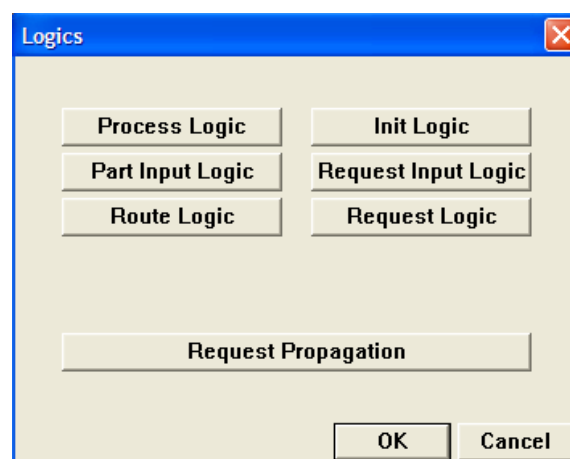 Logics
Process Logic Init Logic
Part Input Logic Request Input Logic
Route Logic Request Logic
Request Propagation
OK Cancel